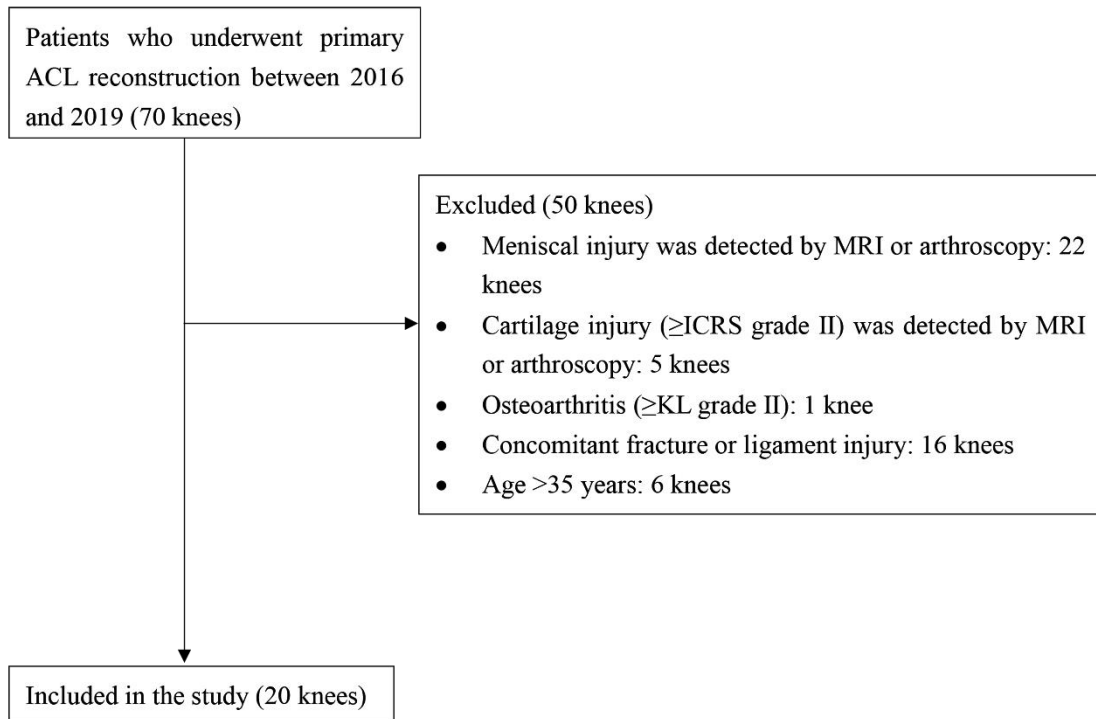 Patients who underwent primary
ACL reconstruction between 2016
and 2019 (70 knees)
Excluded (50 knees)
• Meniscal injury was detected by MRI or arthroscopy: 22
knees
• Cartilage injury (≥ICRS grade II) was detected by MRI
or arthroscopy: 5 knees
• Osteoarthritis (≥KL grade II): 1 knee
• Concomitant fracture or ligament injury: 16 knees
• Age >35 years: 6 knees
Included in the study (20 knees)